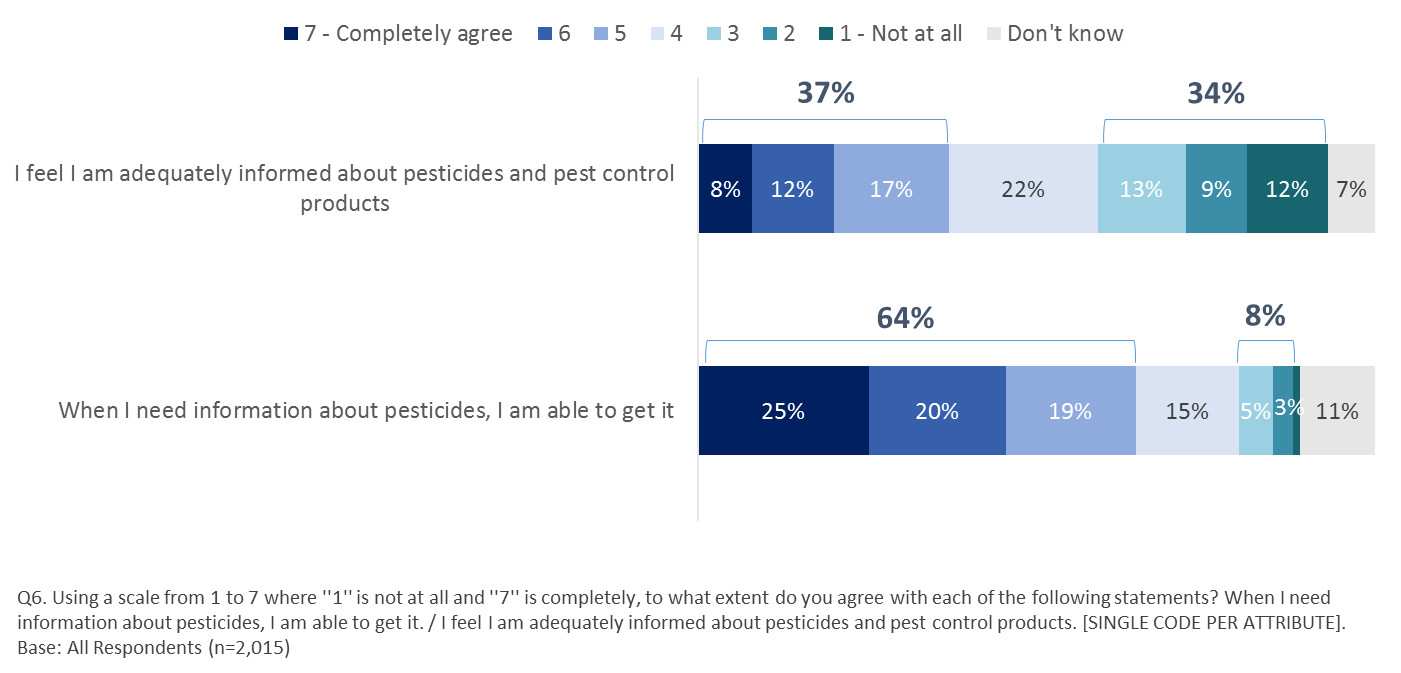 7 - Completely agree 6 5 4 3 2 1 - Not at all Don't know
37% 34%
I feel I am adequately informed about pesticides and pest control
products
8% 12% 17% 22% 13% 9% 12% 7%
64% 8%
When I need information about pesticides, I am able to get it
25% 20% 19% 15% 5% 3% 11%
Q6. Using a scale from 1 to 7 where ''1'' is not at all and ''7'' is completely, to what extent do you agree with each of the following statements? When I need
information about pesticides, I am able to get it. / I feel I am adequately informed about pesticides and pest control products. [SINGLE CODE PER ATTRIBUTE].
Base: All Respondents (n=2,015)